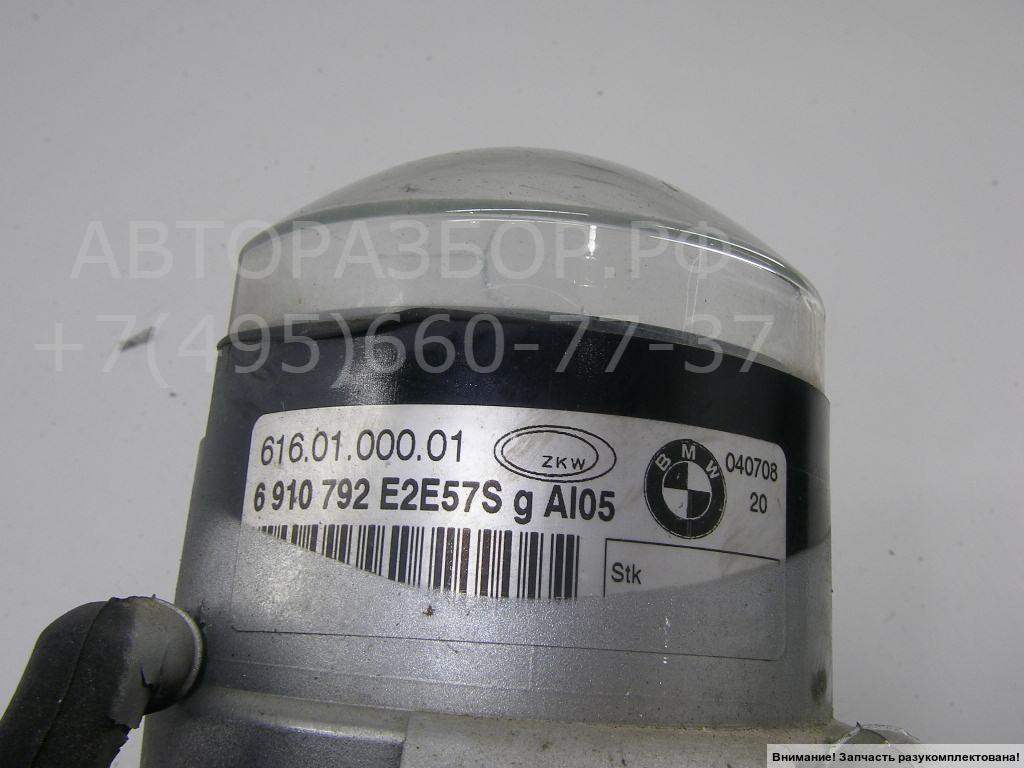 АВТОРАЗБОР.РФ
+7(495)660-77-37
616.01.000.01 ZKW BMW 040708
6 910 792 E2E57S g AI05 20
Stk
Внимание! Запчасть разукомплектована!